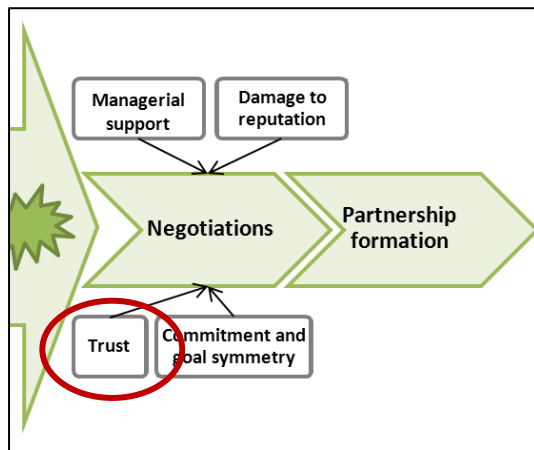 Managerial
support
Damage to
reputation
Negotiations
Partnership
formation
Trust
Commitment and
goal symmetry